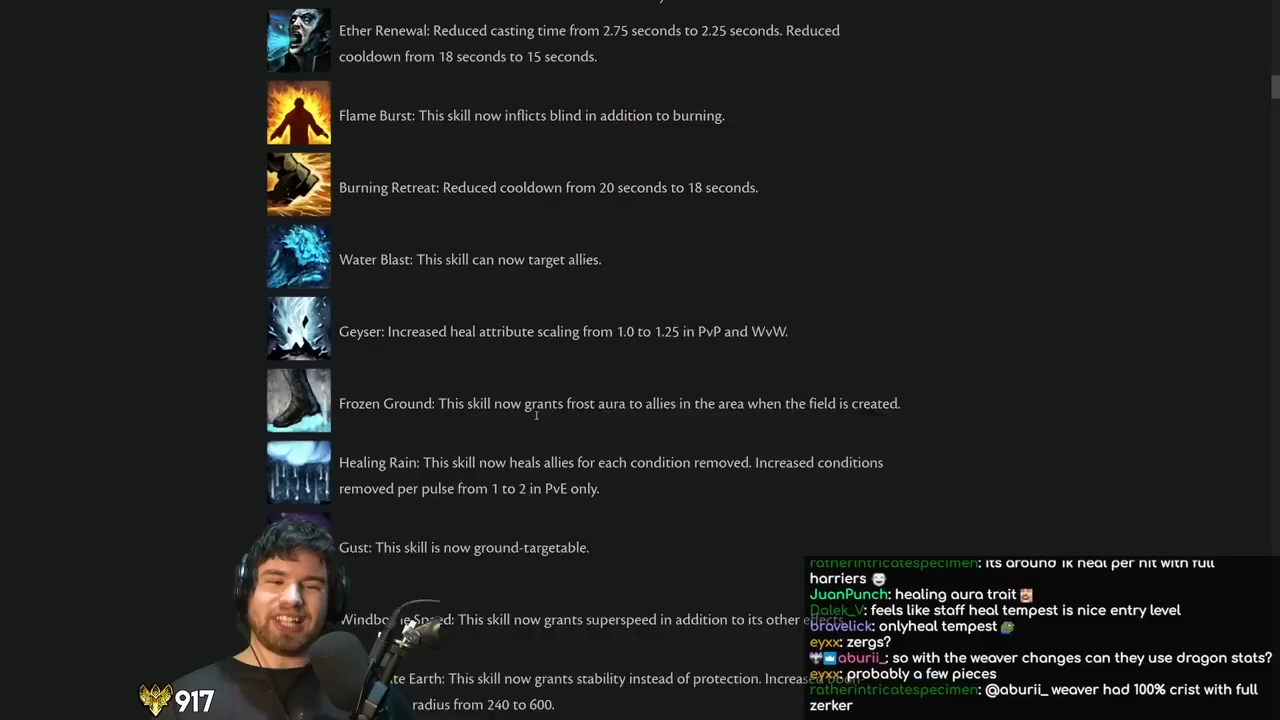 Ether Renewal: Reduced casting time from 2.75 seconds to 2.25 seconds. Reduced
cooldown from 18 seconds to 15 seconds.
Flame Burst: This skill now inflicts blind in addition to burning.
Burning Retreat: Reduced cooldown from 20 seconds to 18 seconds.
Water Blast: This skill can now target allies.
Geyser: Increased heal attribute scaling from 1.0 to 1.25 in PvP and WvW.
Frozen Ground: This skill now grants frost aura to allies in the area when the field is created.
Healing Rain: This skill now heals allies for each condition removed. Increased conditions
removed per pulse from 1 to 2 in PvE only.
Gust: This skill is now ground-targetable.
Speed: This skill now grants superspeed in addition to its other effects.
Earth: This skill now grants stability instead of protection. Increased
radius from 240 to 600.
ratherintricatespecimen: its around 1k heal per hit with full
harriers
JuanPunch: healing aura trait
Dalek_V: feels like staff heal tempest is nice entry level
bravelick: onlyheal tempest
eyxx: zergs?
aburii_: so with the weaver changes can they use dragon stats?
eyxx: probably a few pieces
ratherintricatespecimen: @aburii_ weaver had 100% crist with full
zerker
917